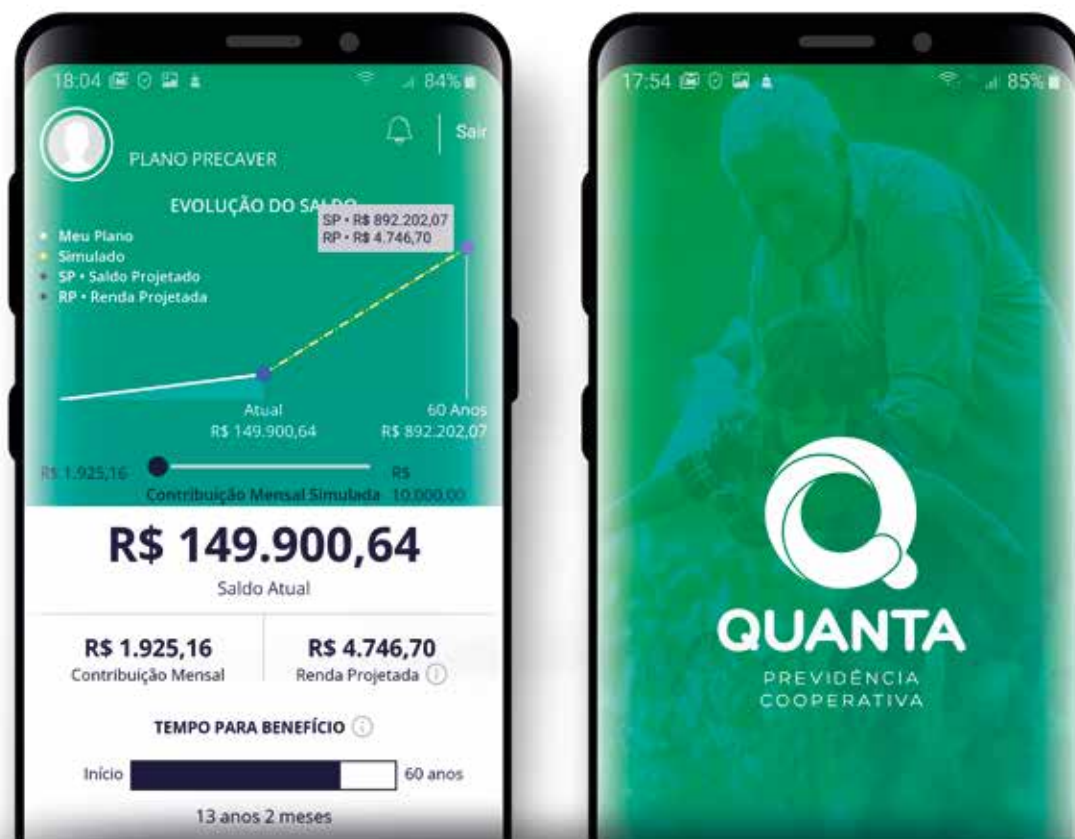 18:04
84%
PLANO PRECAVER
Sair
EVOLUÇÃO DO SALDO
SP • R$ 892.202,07
RP • R$ 4.746,70
Meu Plano
Simulado
SP • Saldo Projetado
RP • Renda Projetada
Atual
R$ 149.900,64
60 Anos
R$ 892.202,07
R$ 1.925,16
R$
10.000,00
Contribuição Mensal Simulada
R$ 149.900,64
Saldo Atual
R$ 1.925,16
Contribuição Mensal
R$ 4.746,70
Renda Projetada
TEMPO PARA BENEFÍCIO
Início
60 anos
13 anos 2 meses
17:54
85%
QUANTA
PREVIDÊNCIA
COOPERATIVA